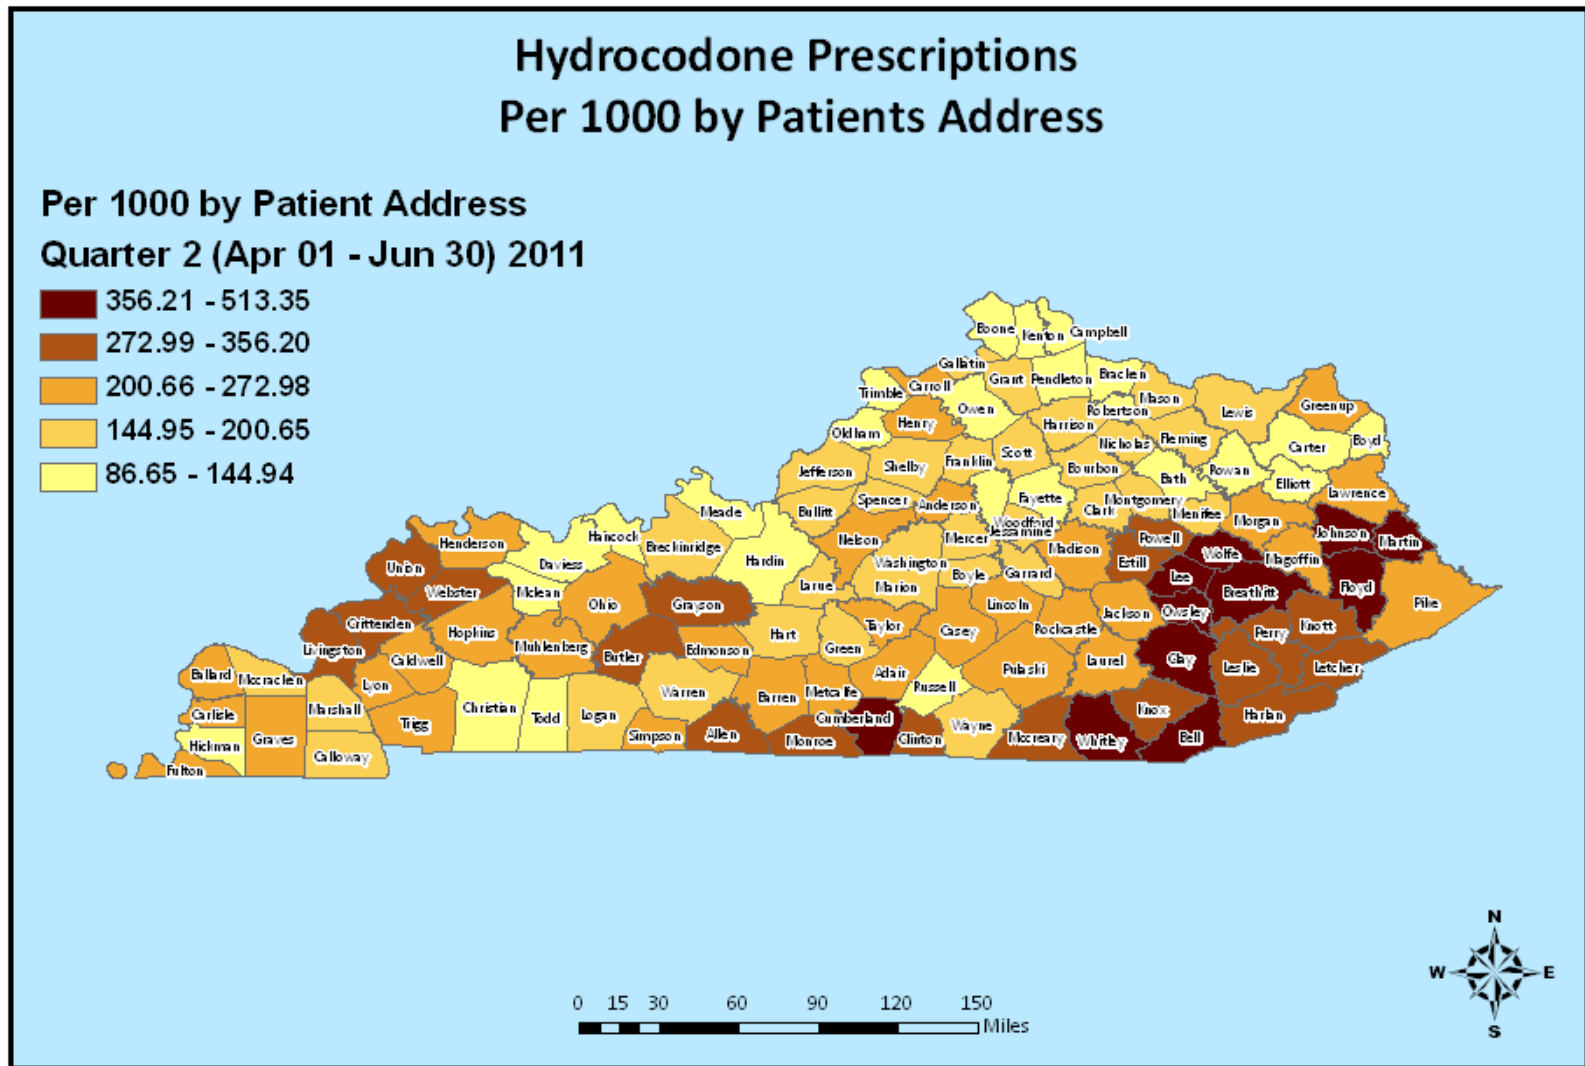 Hydrocodone Prescriptions
Per 1000 by Patients Address
Per 1000 by Patient Address
Quarter 2 (Apr 01 - Jun 30) 2011
356.21 - 513.35
272.99 - 356.20
200.66 - 272.98
144.95 - 200.65
86.65 - 144.94
Boone
Kenton
Campbell
Gallatin
Carroll
Grant
Pendleton
Bracken
Mason
Trimble
Owen
Robertson
Lewis
Greenup
Oldham
Henry
Harrison
Nicholas
Fleming
Carter
Boyd
Jefferson
Shelby
Franklin
Scott
Bourbon
Bath
Rowan
Elliott
Lawrence
Meade
Bullitt
Spencer
Anderson
Fayette
Woodford
Jessamine
Clark
Montgomery
Menifee
Morgan
Johnson
Martin
Henderson
Hancock
Daviess
Breckinridge
Hardin
Nelson
Mercer
Washington
Madison
Powell
Estill
Wolfe
Magoffin
Union
Webster
Mclean
Ohio
Grayson
Larue
Marion
Boyle
Garrard
Lee
Breathitt
Floyd
Pike
Crittenden
Livingston
Hopkins
Muhlenberg
Butler
Edmonson
Hart
Green
Taylor
Casey
Lincoln
Rockcastle
Jackson
Owsley
Perry
Knott
Ballard
Mccracken
Lyon
Caldwell
Warren
Barren
Metcalfe
Adair
Russell
Pulaski
Laurel
Clay
Leslie
Letcher
Carlisle
Marshall
Trigg
Christian
Todd
Logan
Simpson
Allen
Monroe
Cumberland
Clinton
Wayne
Mccreary
Whitley
Knox
Bell
Harlan
Hickman
Graves
Calloway
Fulton
N
W
E
S
0 15 30 60 90 120 150
Miles